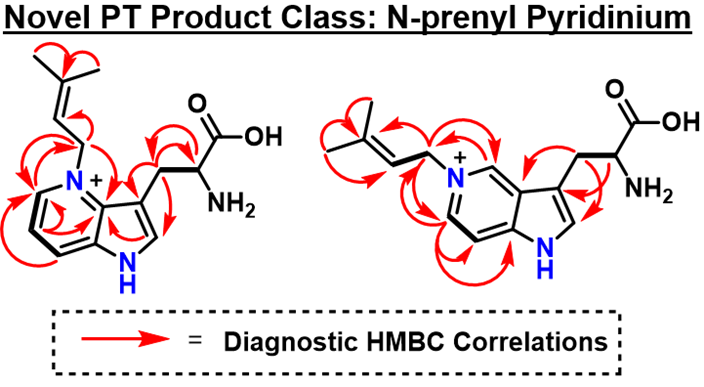 Novel PT Product Class: N-prenyl Pyridinium
O
OH
N
+
NH2
N
H
O
OH
+
N
NH2
N
H
= Diagnostic HMBC Correlations